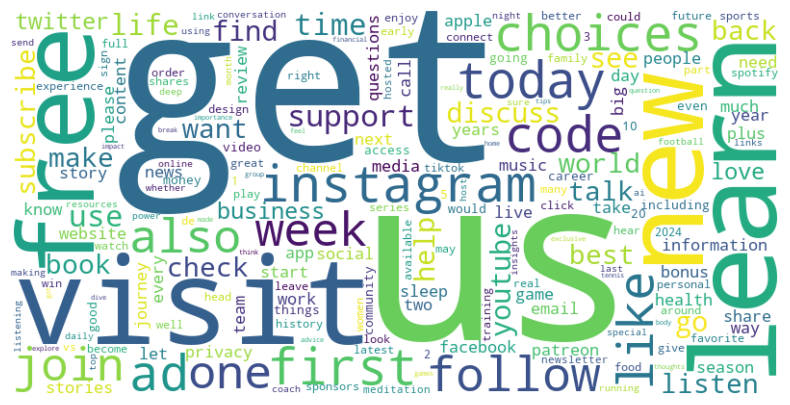 twitter life find time apple enjoy night better could future sports
link conversation using early connect choices 3 back
send sign full review questions going family see people need spotify
experience order month financial right hosted call day part
subscribe please content shares deep want support today discuss big sure tips even much question
free get code years 10 football year links
make design next access world plus
story break importance feel really home love
impact news video great channel media tiktok music career many ai new learn
whether online group instagram talk take 20
know use money 1 play 5 series would click including
resources power de node business week hosts live hear 2024 information
website also app social help may us youtube insights exclusive best last bonus
watch book every start available real tennis personal
making win check journey sleep game health around
listening head leave work community two training email like go share
visit team things women look special favorite way
daily good well history body
explore vs become let think privacy latest 2 facebook patreon give season
top dive advice newsletter food thoughts
join ad one first follow listen
stories coach sponsors meditation games running